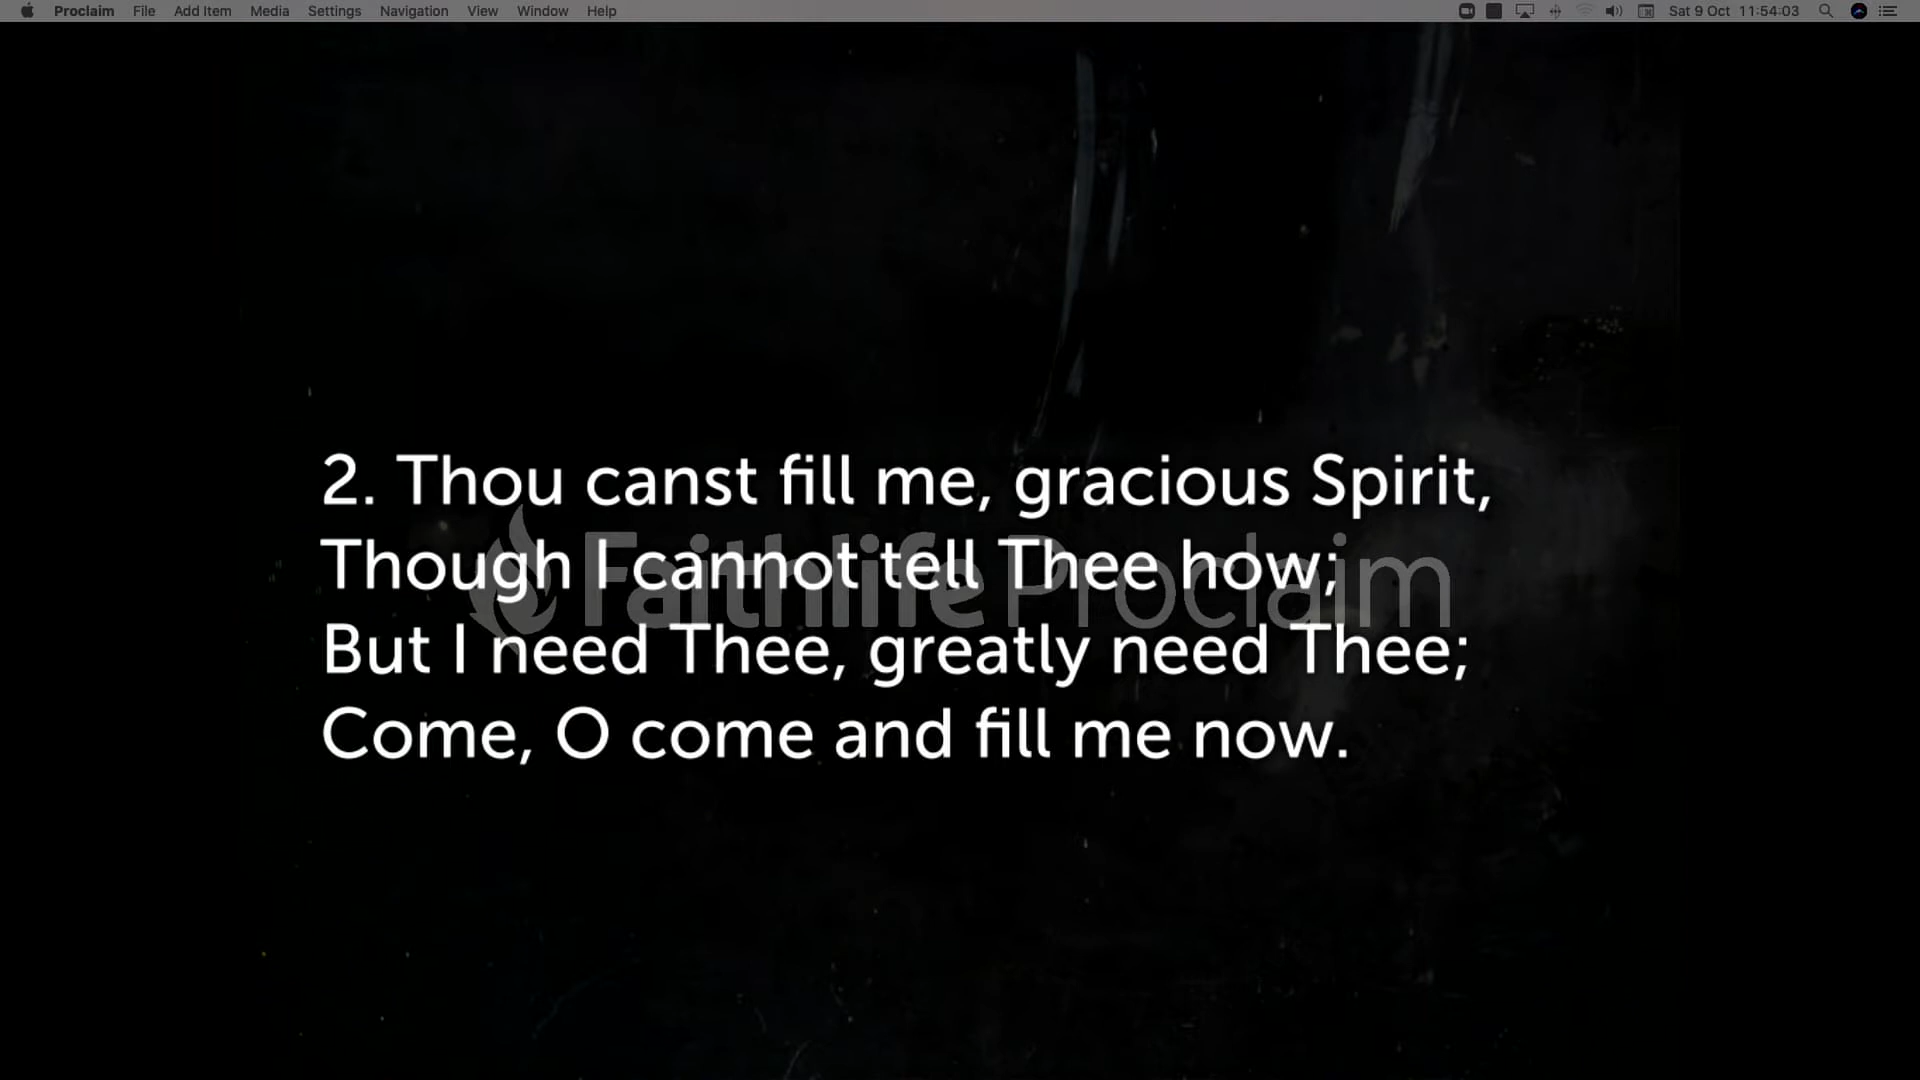 Proclaim File Add Item Media Settings Navigation View Window Help Sat 9 Oct 11:54:03
2. Thou canst fill me, gracious Spirit,
Though I cannot tell Thee how;
Faithlife Proclaim
But I need Thee, greatly need Thee;
Come, O come and fill me now.